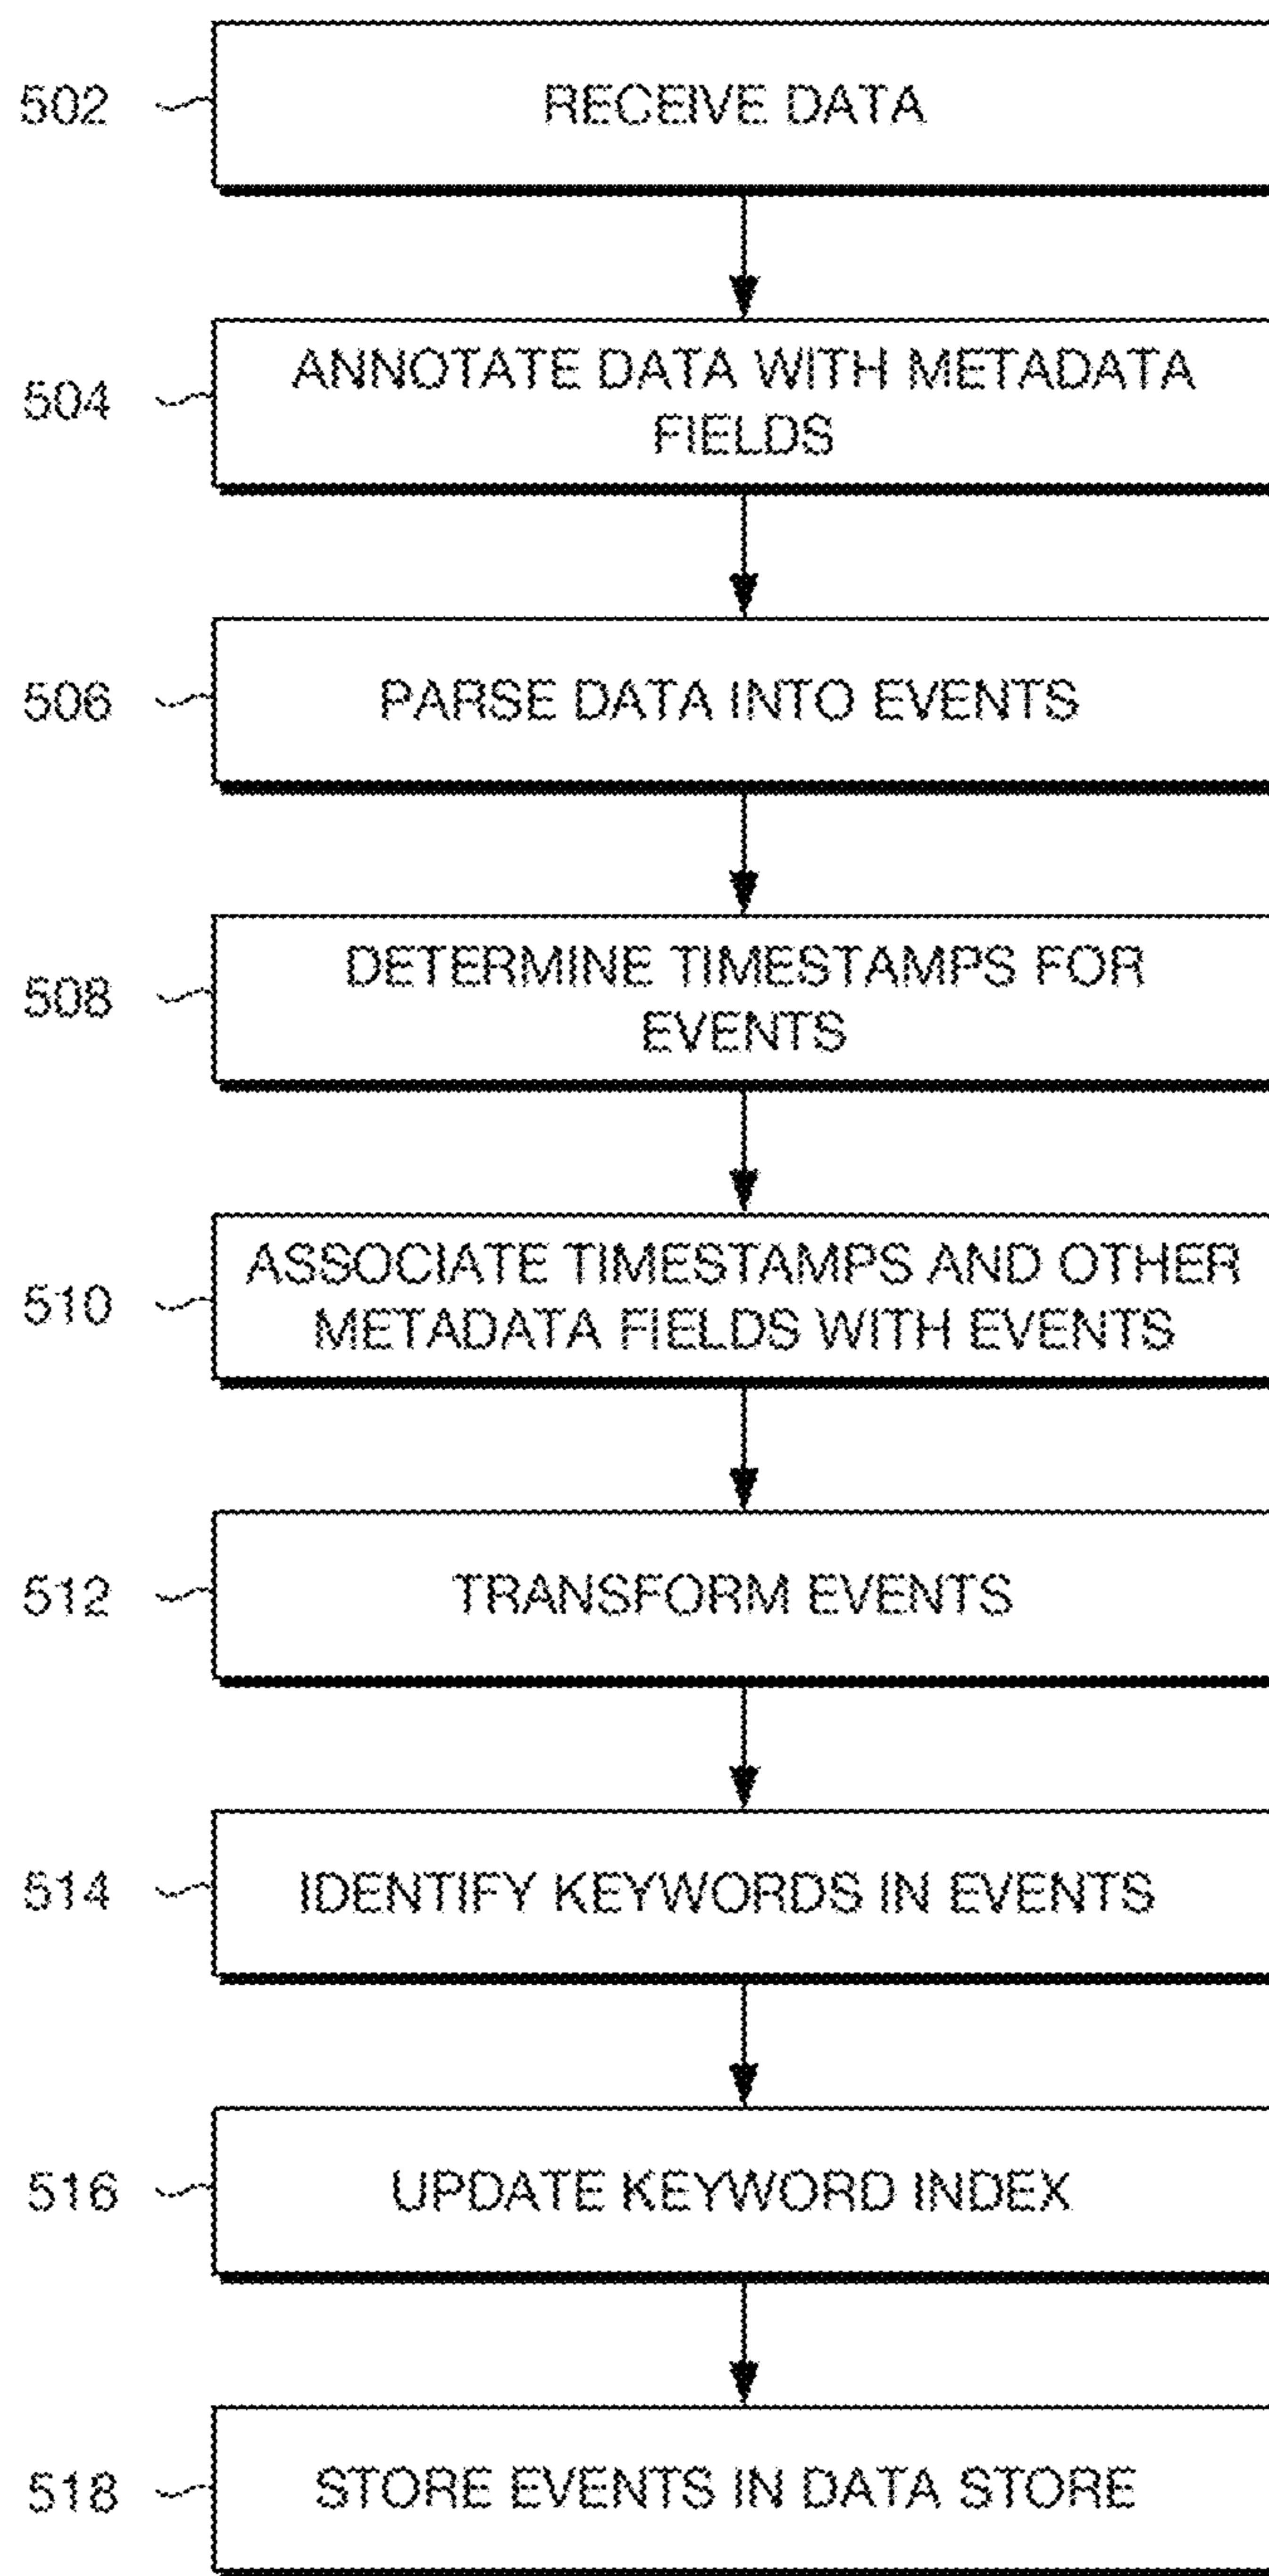 502 RECEIVE DATA
504 ANNOTATE DATA WITH METADATA
FIELDS
506 PARSE DATA INTO EVENTS
508 DETERMINE TIMESTAMPS FOR
EVENTS
510 ASSOCIATE TIMESTAMPS AND OTHER
METADATA FIELDS WITH EVENTS
512 TRANSFORM EVENTS
514 IDENTIFY KEYWORDS IN EVENTS
516 UPDATE KEYWORD INDEX
518 STORE EVENTS IN DATA STORE